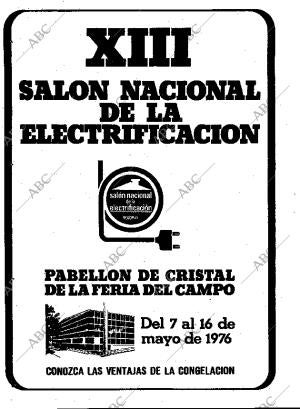 XIII
SALON NACIONAL
DE LA
ELECTRIFICACION
salón nacional
de la
electrificación
PABELLON DE CRISTAL
DE LA FERIA DEL CAMPO
Del 7 al 16 de
mayo de 1976
CONOZCA LAS VENTAJAS DE LA CONGELACION